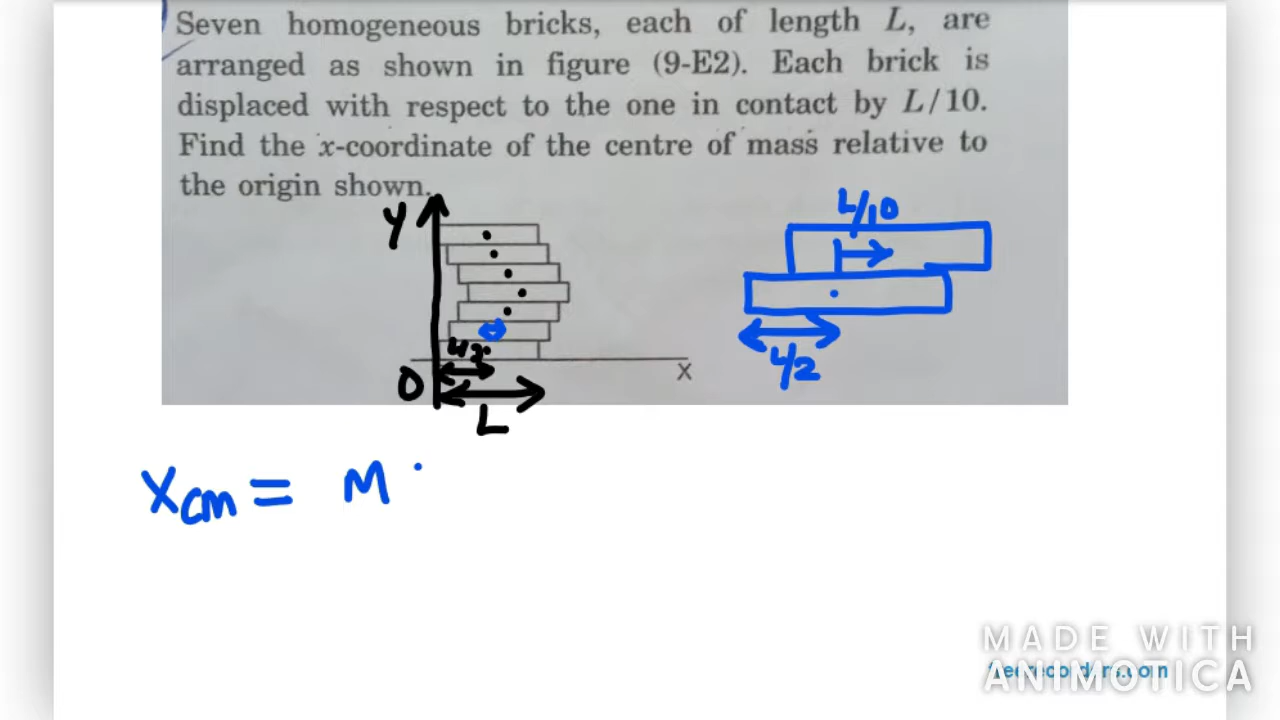 Seven homogeneous bricks, each of length L, are
arranged as shown in figure (9-E2). Each brick is
displaced with respect to the one in contact by L/10.
Find the x-coordinate of the centre of mass relative to
the origin shown.
Y
L/10
L/2
L/2
X
O
L
Xcm = M
MADE WITH
ANIMOTICA